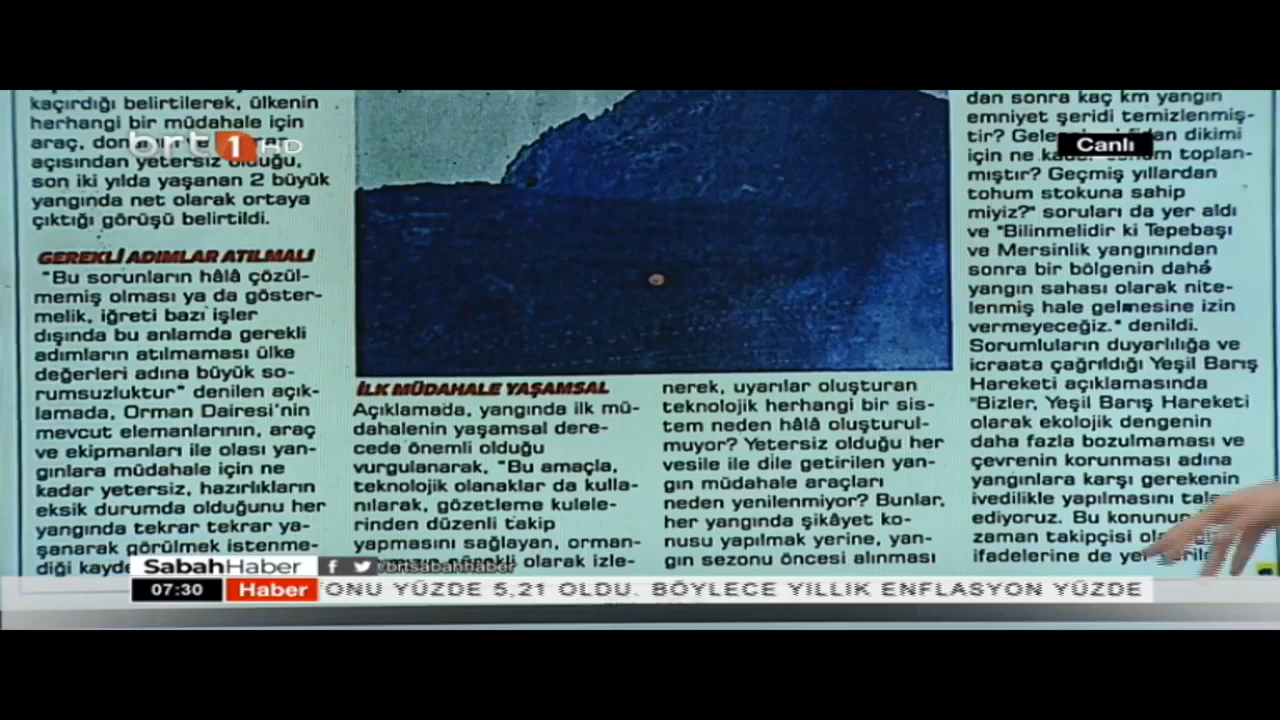 kaçırdığı belirtilerek, ülkenin
herhangi bir müdahale için
araç,
açısından yetersiz olduğu,
son iki yılda yaşanan 2 büyük
yangında net olarak ortaya
çıktığı görüşü belirtildi.
GEREKLİ ADIMLAR ATILMALI
"Bu sorunların hâlâ çözül-
memiş olması ya da göster-
melik, iğreti bazı işler
dışında bu anlamda gerekli
adımların atılmaması ülke
değerleri adına büyük so-
rumsuzluktur" denilen açık-
lamada, Orman Dairesi'nin
mevcut elemanlarının, araç
ve ekipmanları ile olası yan-
gınlara müdahale için ne
kadar yetersiz, hazırlıkların
eksik durumda olduğunu her
yangında tekrar tekrar ya-
şanarak görülmek istenme-
diği
İLK MÜDAHALE YAŞAMSAL
Açıklamada, yangında ilk mü-
dahalenin yaşamsal dere-
cede önemli olduğu
vurgulanarak, "Bu amaçla,
teknolojik olanaklar da kulla-
nılarak, gözetleme kulele-
rinden düzenli takip
yapmasını sağlayan, orman-
olarak izle-
nerek, uyarılar oluşturan
teknolojik herhangi bir sis-
tem neden hâlâ oluşturul-
muyor? Yetersiz olduğu her
vesile ile dile getirilen yan-
gın müdahale araçları
neden yenilenmiyor? Bunlar,
her yangında şikâyet ko-
nusu yapılmak yerine, yan-
gın sezonu öncesi alınması
dan sonra kaç km yangın
emniyet şeridi temizlenmiş-
tir? dikimi
için ne toplan-
mıştır? Geçmiş yıllardan
tohum stokuna sahip
miyiz?" soruları da yer aldı
ve "Bilinmelidir ki Tepebaşı
ve Mersinlik yangınından
sonra bir bölgenin daha
yangın sahası olarak nite-
lenmiş hale gelmesine izin
vermeyeceğiz." denildi.
Sorumluların duyarlılığa ve
icraata çağrıldığı Yeşil Barış
Hareketi açıklamasında
"Bizler, Yeşil Barış Hareketi
olarak ekolojik dengenin
daha fazla bozulmaması ve
çevrenin korunması adına
yangınlara karşı gerekenin
ivedilikle yapılmasını
ediyoruz. Bu konunun
zaman takipçisi
ifadelerine de
brt 1 HD
Canlı
SabahHaber
f /brtsabahhaber
07:30 Haber ONU YÜZDE 5,21 OLDU. BÖYLECE YILLIK ENFLASYON YÜZDE